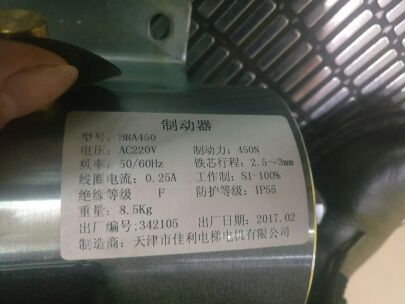 制动器
型号：BRA450
电压：AC220V 制动力：450N
频率：50/60Hz 铁芯行程：2.5~3mm
线圈电流：0.25A 工作制：S1-100%
绝缘等级 F 防护等级：IP55
重量：8.5Kg
出厂编号：342105 出厂日期：2017.02
制造商：天津市佳利电梯电机有限公司